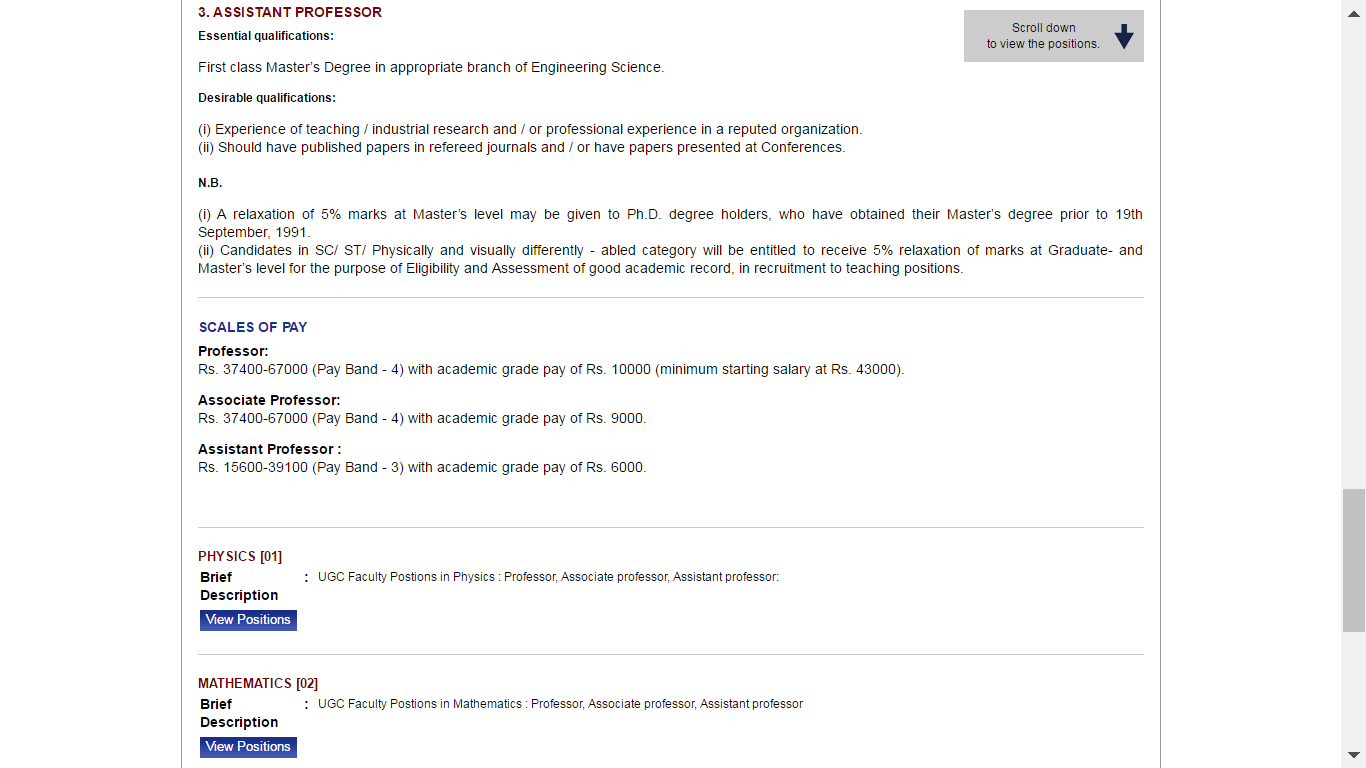 3. ASSISTANT PROFESSOR
Scroll down
to view the positions.
Essential qualifications:
First class Master's Degree in appropriate branch of Engineering Science.
Desirable qualifications:
(i) Experience of teaching / industrial research and / or professional experience in a reputed organization.
(ii) Should have published papers in refereed journals and / or have papers presented at Conferences.
N.B.
(i) A relaxation of 5% marks at Master's level may be given to Ph.D. degree holders, who have obtained their Master's degree prior to 19th
September, 1991.
(ii) Candidates in SC/ ST/ Physically and visually differently - abled category will be entitled to receive 5% relaxation of marks at Graduate- and
Master's level for the purpose of Eligibility and Assessment of good academic record, in recruitment to teaching positions.
SCALES OF PAY
Professor:
Rs. 37400-67000 (Pay Band - 4) with academic grade pay of Rs. 10000 (minimum starting salary at Rs. 43000).
Associate Professor:
Rs. 37400-67000 (Pay Band - 4) with academic grade pay of Rs. 9000.
Assistant Professor :
Rs. 15600-39100 (Pay Band - 3) with academic grade pay of Rs. 6000.
PHYSICS [01]
Brief : UGC Faculty Postions in Physics : Professor, Associate professor, Assistant professor:
Description
View Positions
MATHEMATICS [02]
Brief : UGC Faculty Postions in Mathematics : Professor, Associate professor, Assistant professor
Description
View Positions